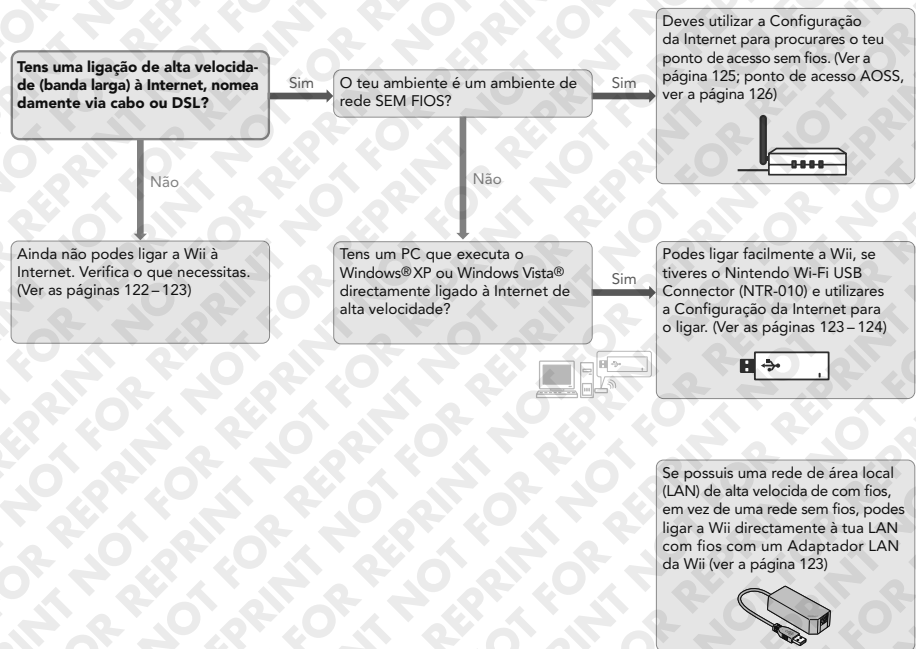 Tens uma ligação de alta velocida-
de (banda larga) à Internet, nomea
damente via cabo ou DSL?
Sim
O teu ambiente é um ambiente de
rede SEM FIOS?
Sim
Deves utilizar a Configuração
da Internet para procurares o teu
ponto de acesso sem fios. (Ver a
página 125; ponto de acesso AOSS,
ver a página 126)
Não
Não
Ainda não podes ligar a Wii à
Internet. Verifica o que necessitas.
(Ver as páginas 122–123)
Tens um PC que executa o
Windows® XP ou Windows Vista®
directamente ligado à Internet de
alta velocidade?
Sim
Podes ligar facilmente a Wii, se
tiveres o Nintendo Wi-Fi USB
Connector (NTR-010) e utilizares
a Configuração da Internet para
o ligar. (Ver as páginas 123–124)
Se possuis uma rede de área local
(LAN) de alta velocida de com fios,
em vez de uma rede sem fios, podes
ligar a Wii directamente à tua LAN
com fios com um Adaptador LAN
da Wii (ver a página 123)
NOT FOR REPRINT